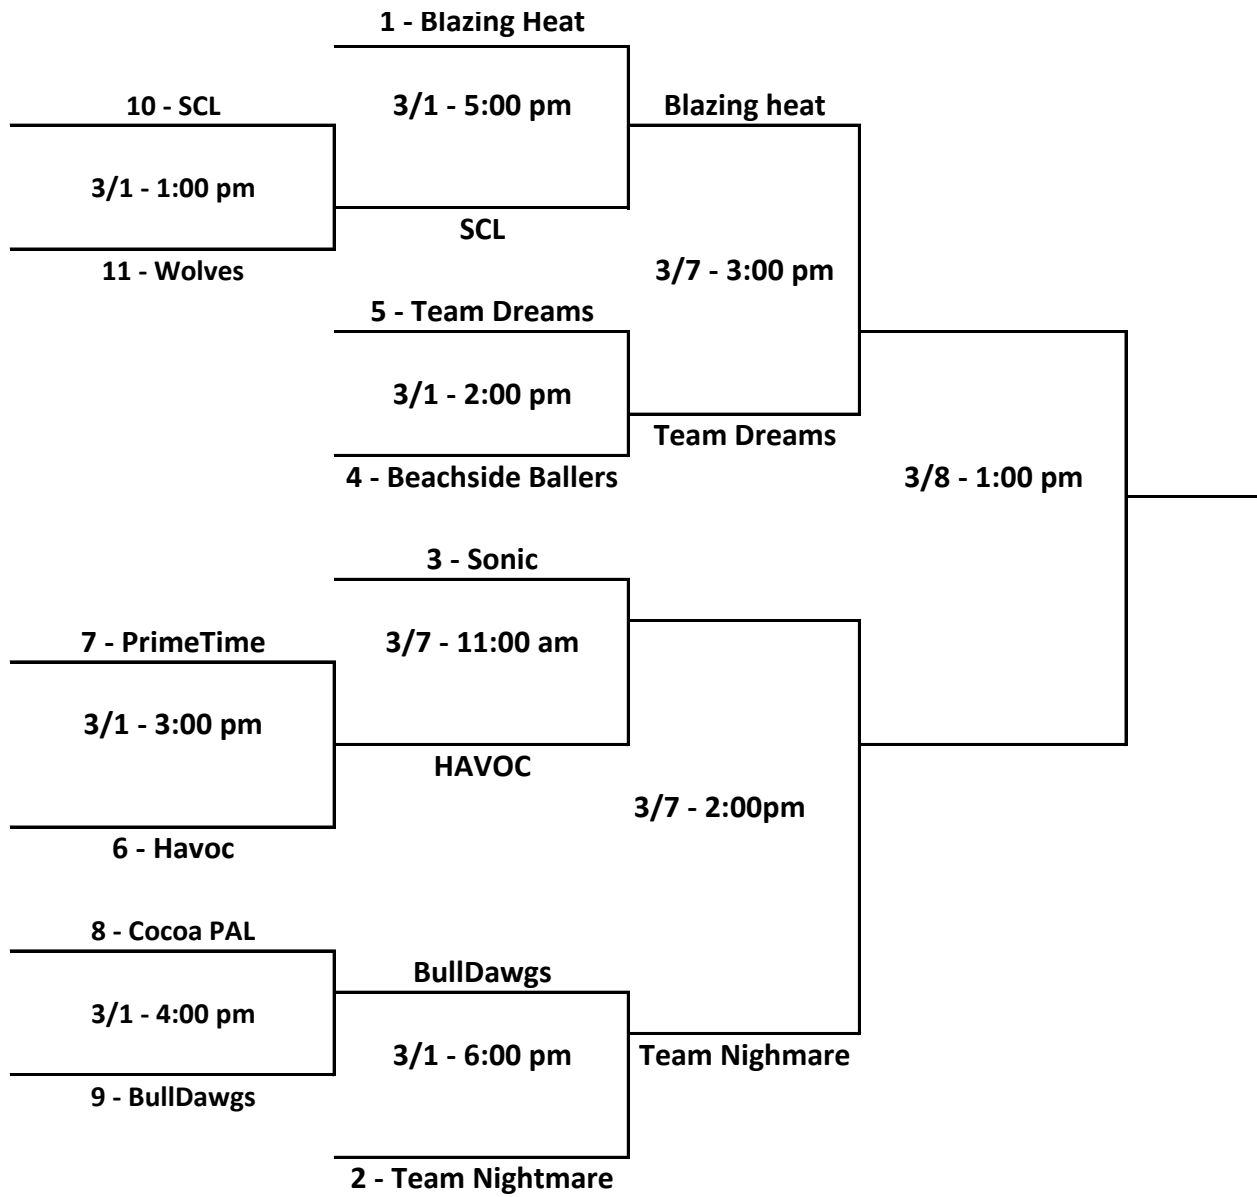 1 - Blazing Heat
10 - SCL
3/1 - 5:00 pm
Blazing heat
3/1 - 1:00 pm
SCL
11 - Wolves
3/7 - 3:00 pm
5 - Team Dreams
3/1 - 2:00 pm
Team Dreams
4 - Beachside Ballers
3/8 - 1:00 pm
3 - Sonic
7 - PrimeTime
3/7 - 11:00 am
3/1 - 3:00 pm
HAVOC
3/7 - 2:00pm
6 - Havoc
8 - Cocoa PAL
BullDawgs
3/1 - 4:00 pm
3/1 - 6:00 pm
Team Nighmare
9 - BullDawgs
2 - Team Nightmare